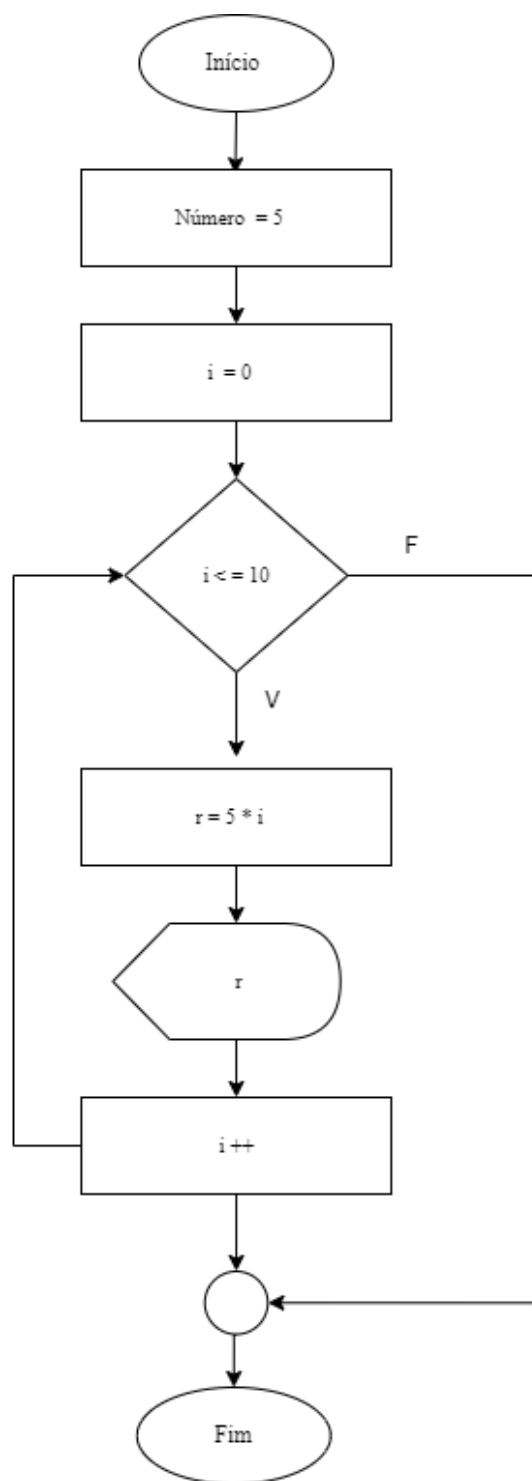 Início
Número = 5
i = 0
i < = 10
F
V
r = 5 * i
r
i ++
Fim